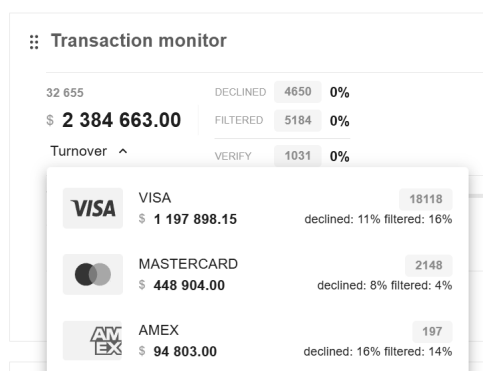 Transaction monitor
32 655
$ 2 384 663.00
Turnover
DECLINED 4650 0%
FILTERED 5184 0%
VERIFY 1031 0%
VISA
VISA
18118
$ 1 197 898.15
declined: 11% filtered: 16%
MASTERCARD
2148
$ 448 904.00
declined: 8% filtered: 4%
AM
EX
AMEX
197
$ 94 803.00
declined: 16% filtered: 14%